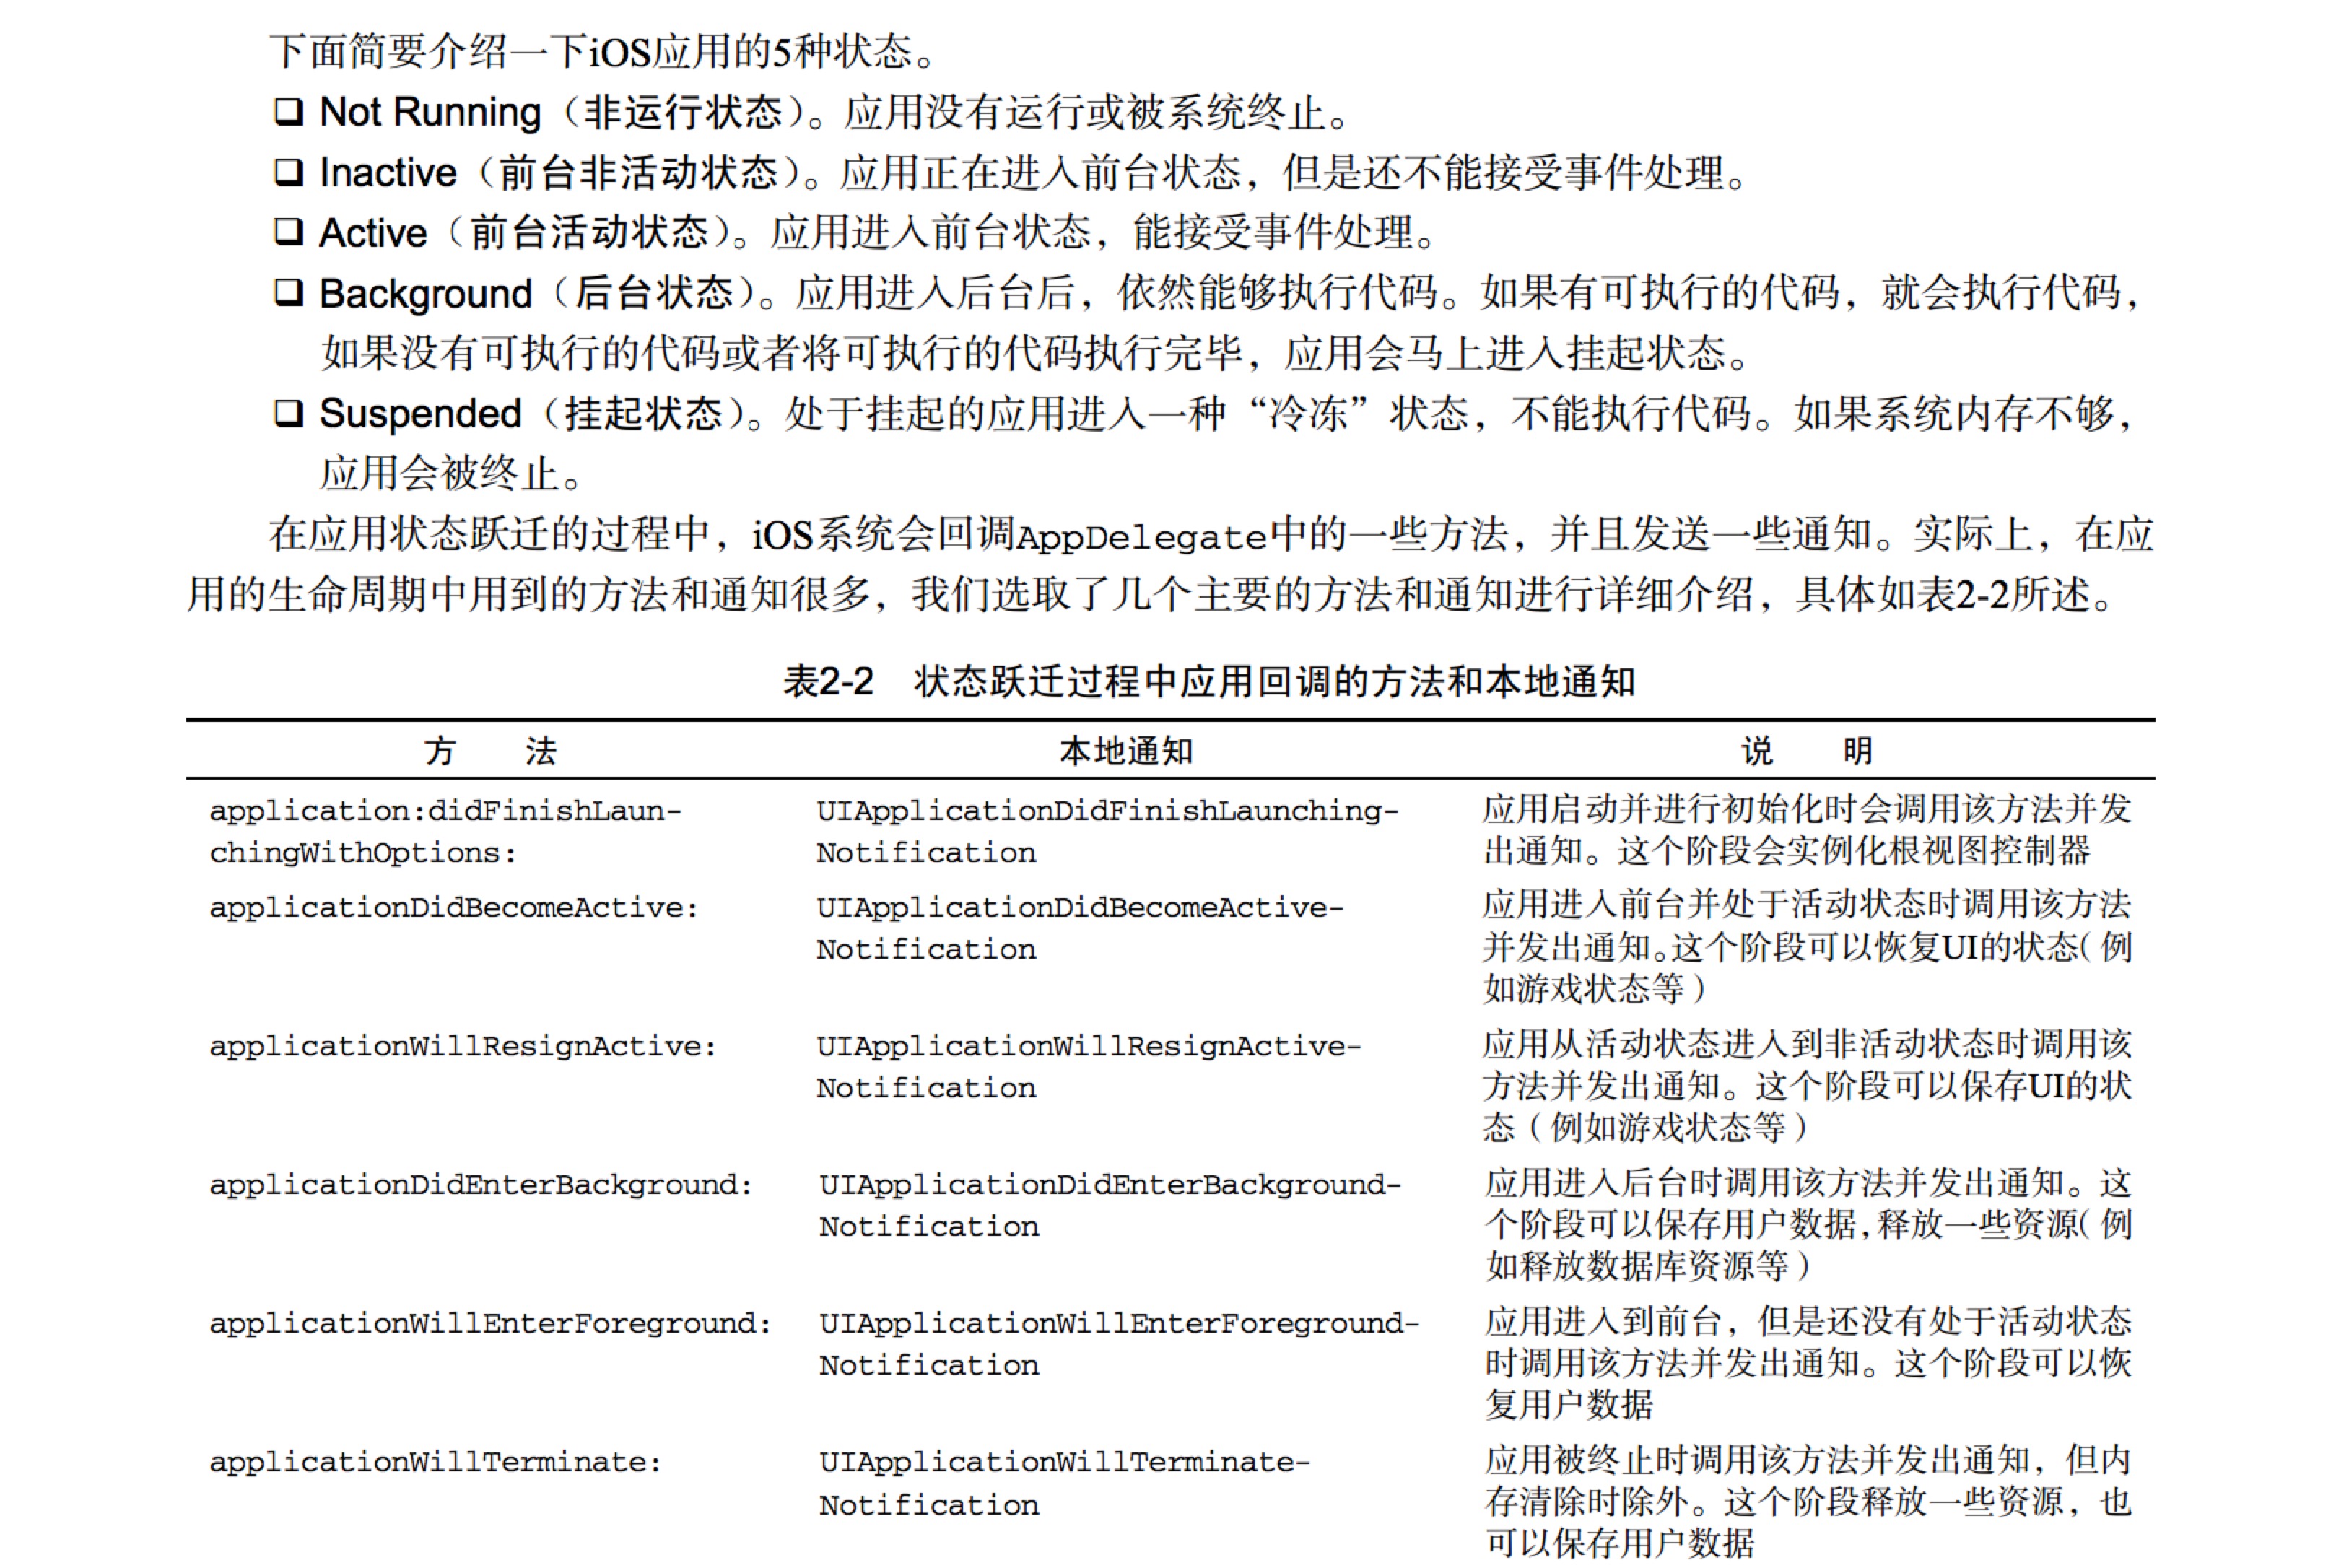 下面简要介绍一下iOS应用的5种状态。
❑ Not Running（非运行状态）。应用没有运行或被系统终止。
❑ Inactive（前台非活动状态）。应用正在进入前台状态，但是还不能接受事件处理。
❑ Active（前台活动状态）。应用进入前台状态，能接受事件处理。
❑ Background（后台状态）。应用进入后台后，依然能够执行代码。如果有可执行的代码，就会执行代码，
如果没有可执行的代码或者将可执行的代码执行完毕，应用会马上进入挂起状态。
❑ Suspended（挂起状态）。处于挂起的应用进入一种“冷冻”状态，不能执行代码。如果系统内存不够，
应用会被终止。
在应用状态跃迁的过程中，iOS系统会回调AppDelegate中的一些方法，并且发送一些通知。实际上，在应
用的生命周期中用到的方法和通知很多，我们选取了几个主要的方法和通知进行详细介绍，具体如表2-2所述。
表2-2 状态跃迁过程中应用回调的方法和本地通知
方 法 本地通知 说 明
application:didFinishLaun- UIApplicationDidFinishLaunching- 应用启动并进行初始化时会调用该方法并发
chingWithOptions: Notification 出通知。这个阶段会实例化根视图控制器
applicationDidBecomeActive: UIApplicationDidBecomeActive- 应用进入前台并处于活动状态时调用该方法
Notification 并发出通知。这个阶段可以恢复UI的状态（例
如游戏状态等）
applicationWillResignActive: UIApplicationWillResignActive- 应用从活动状态进入到非活动状态时调用该
Notification 方法并发出通知。这个阶段可以保存UI的状
态（例如游戏状态等）
applicationDidEnterBackground: UIApplicationDidEnterBackground- 应用进入后台时调用该方法并发出通知。这
Notification 个阶段可以保存用户数据，释放一些资源（例
如释放数据库资源等）
applicationWillEnterForeground: UIApplicationWillEnterForeground- 应用进入到前台，但是还没有处于活动状态
Notification 时调用该方法并发出通知。这个阶段可以恢
复用户数据
applicationWillTerminate: UIApplicationWillTerminate- 应用被终止时调用该方法并发出通知，但内
Notification 存清除时除外。这个阶段释放一些资源，也
可以保存用户数据